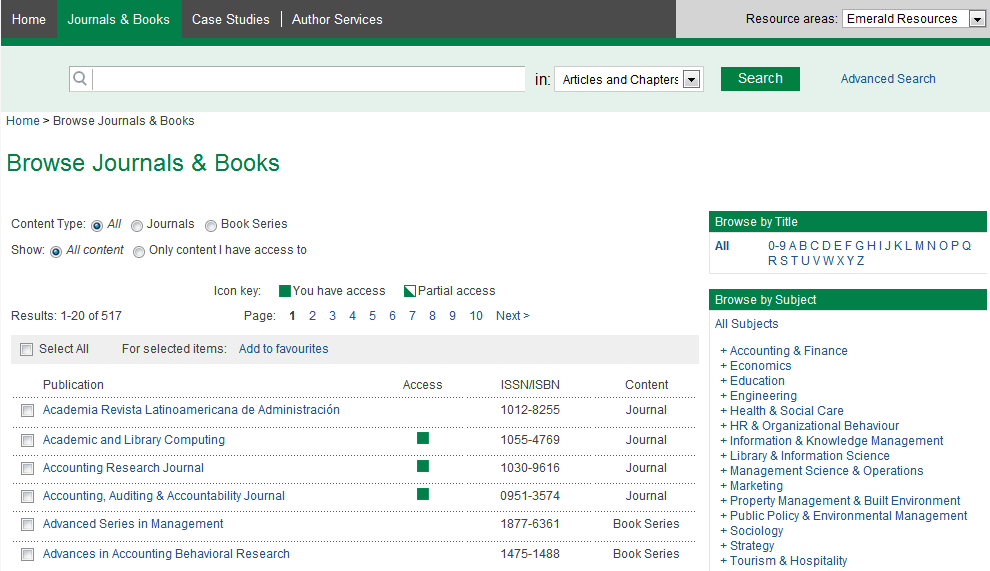 Home Journals & Books Case Studies Author Services Resource areas: Emerald Resources
in: Articles and Chapters Search Advanced Search
Home > Browse Journals & Books
Browse Journals & Books
Content Type: All Journals Book Series
Show: All content Only content I have access to
Icon key: You have access Partial access
Results: 1-20 of 517 Page: 1 2 3 4 5 6 7 8 9 10 Next >
Select All For selected items: Add to favourites
Publication Access ISSN/ISBN Content
Academia Revista Latinoamericana de Administración 1012-8255 Journal
Academic and Library Computing 1055-4769 Journal
Accounting Research Journal 1030-9616 Journal
Accounting, Auditing & Accountability Journal 0951-3574 Journal
Advanced Series in Management 1877-6361 Book Series
Advances in Accounting Behavioral Research 1475-1488 Book Series
Browse by Title
All 0-9 A B C D E F G H I J K L M N O P Q
R S T U V W X Y Z
Browse by Subject
All Subjects
+ Accounting & Finance
+ Economics
+ Education
+ Engineering
+ Health & Social Care
+ HR & Organizational Behaviour
+ Information & Knowledge Management
+ Library & Information Science
+ Management Science & Operations
+ Marketing
+ Property Management & Built Environment
+ Public Policy & Environmental Management
+ Sociology
+ Strategy
+ Tourism & Hospitality